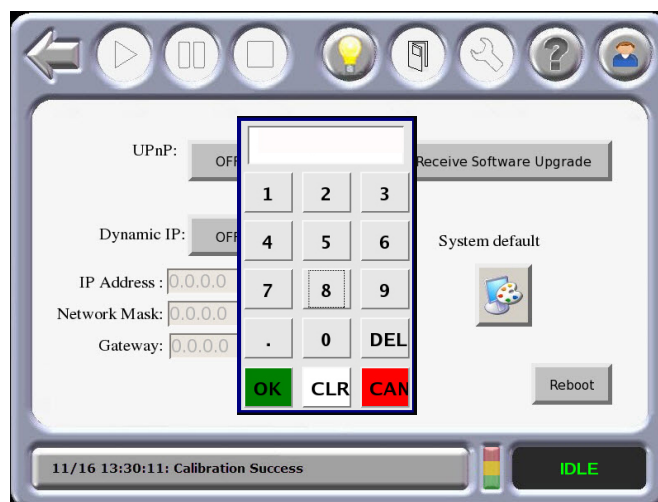 UPnP:
OFF
Receive Software Upgrade
1 2 3
Dynamic IP:
OFF
4 5 6
System default
IP Address : 0.0.0.0
7 8 9
Network Mask: 0.0.0.0
Gateway: 0.0.0.0
. 0 DEL
OK CLR CAN
Reboot
11/16 13:30:11: Calibration Success
IDLE